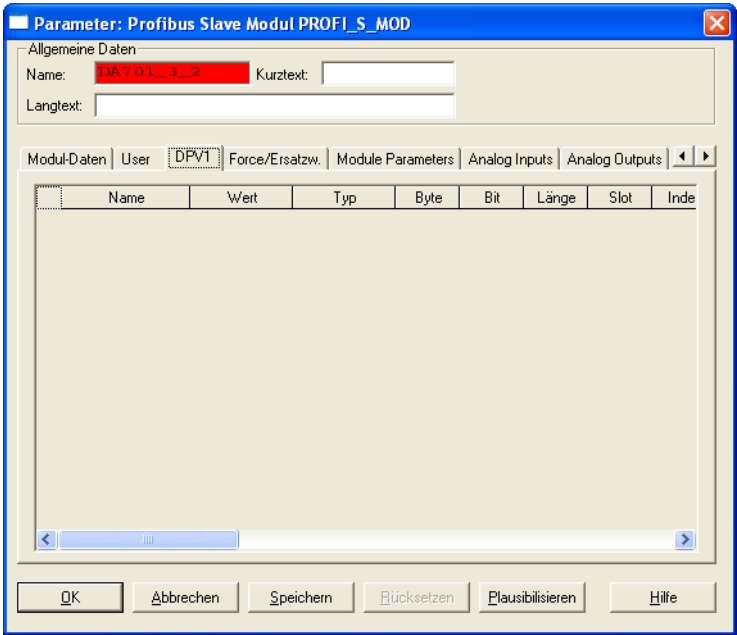 Parameter: Profibus Slave Modul PROFI_S_MOD
Allgemeine Daten
Name: DA701_3_2 Kurztext:
Langtext:
Modul-Daten User DPV1 Force/Ersatzw. Module Parameters Analog Inputs Analog Outputs
Name Wert Typ Byte Bit Länge Slot Inde
OK Abbrechen Speichern Rücksetzen Plausibilisieren Hilfe